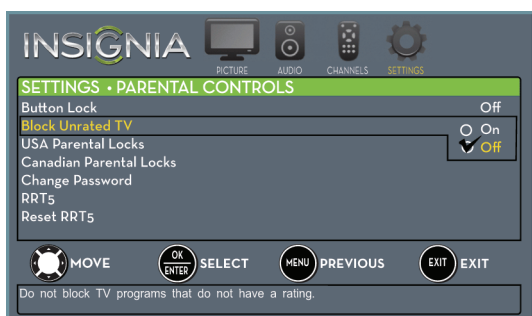 INSIGNIA
PICTURE AUDIO CHANNELS SETTINGS
SETTINGS • PARENTAL CONTROLS
Button Lock Off
Block Unrated TV On
USA Parental Locks Off
Canadian Parental Locks
Change Password
RRT5
Reset RRT5
MOVE OK ENTER SELECT MENU PREVIOUS EXIT EXIT
Do not block TV programs that do not have a rating.